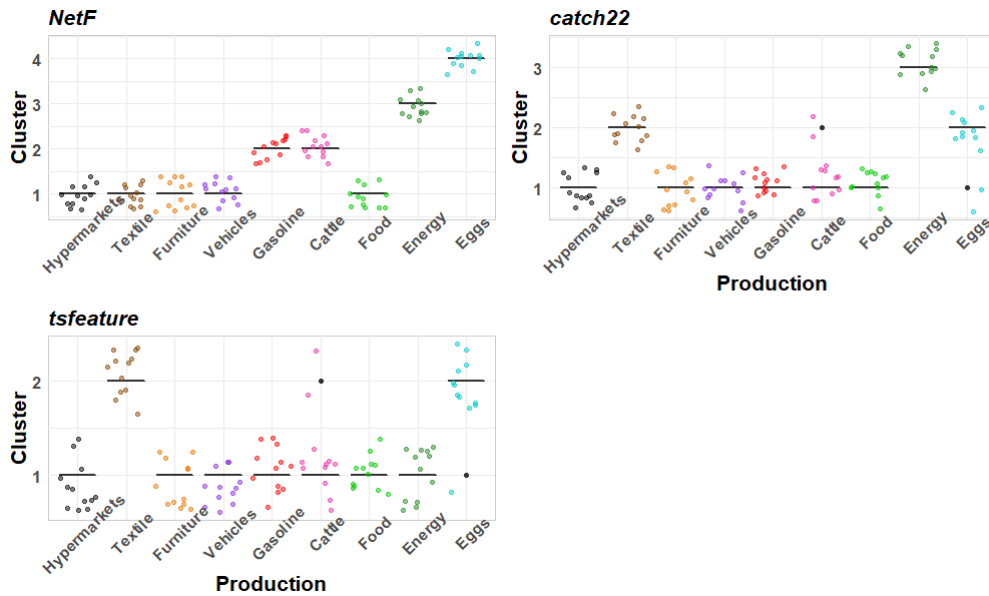 NetF
Cluster
4
3
2
1
Hypermarkets
Textile
Furniture
Vehicles
Gasoline
Cattle
Food
Energy
Eggs
catch22
Cluster
3
2
1
Hypermarkets
Textile
Furniture
Vehicles
Gasoline
Cattle
Food
Energy
Eggs
Production
tsfeature
Cluster
2
1
Hypermarkets
Textile
Furniture
Vehicles
Gasoline
Cattle
Food
Energy
Eggs
Production